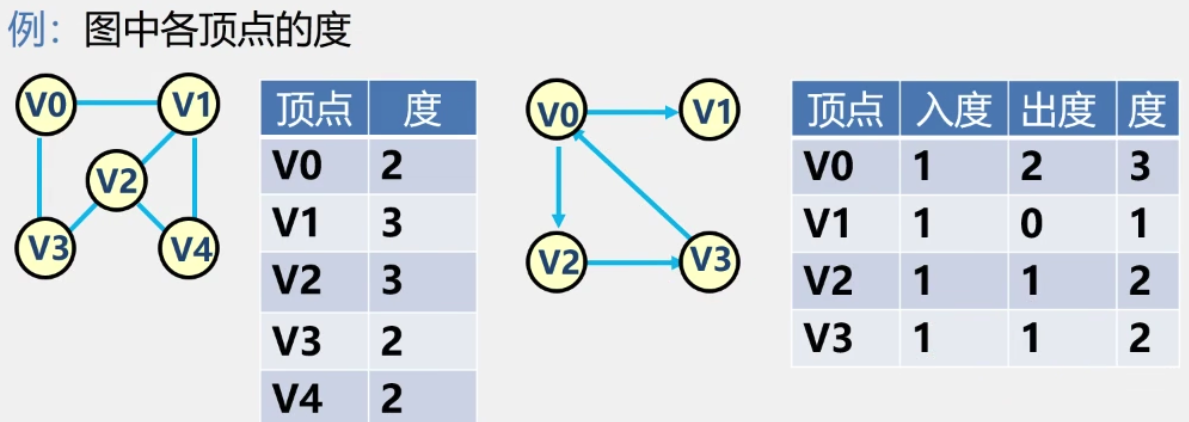 例：图中各顶点的度
V0 V1
V2
V3 V4
顶点 度
V0 2
V1 3
V2 3
V3 2
V4 2
V0 V1
V2 V3
顶点 入度 出度 度
V0 1 2 3
V1 1 0 1
V2 1 1 2
V3 1 1 2